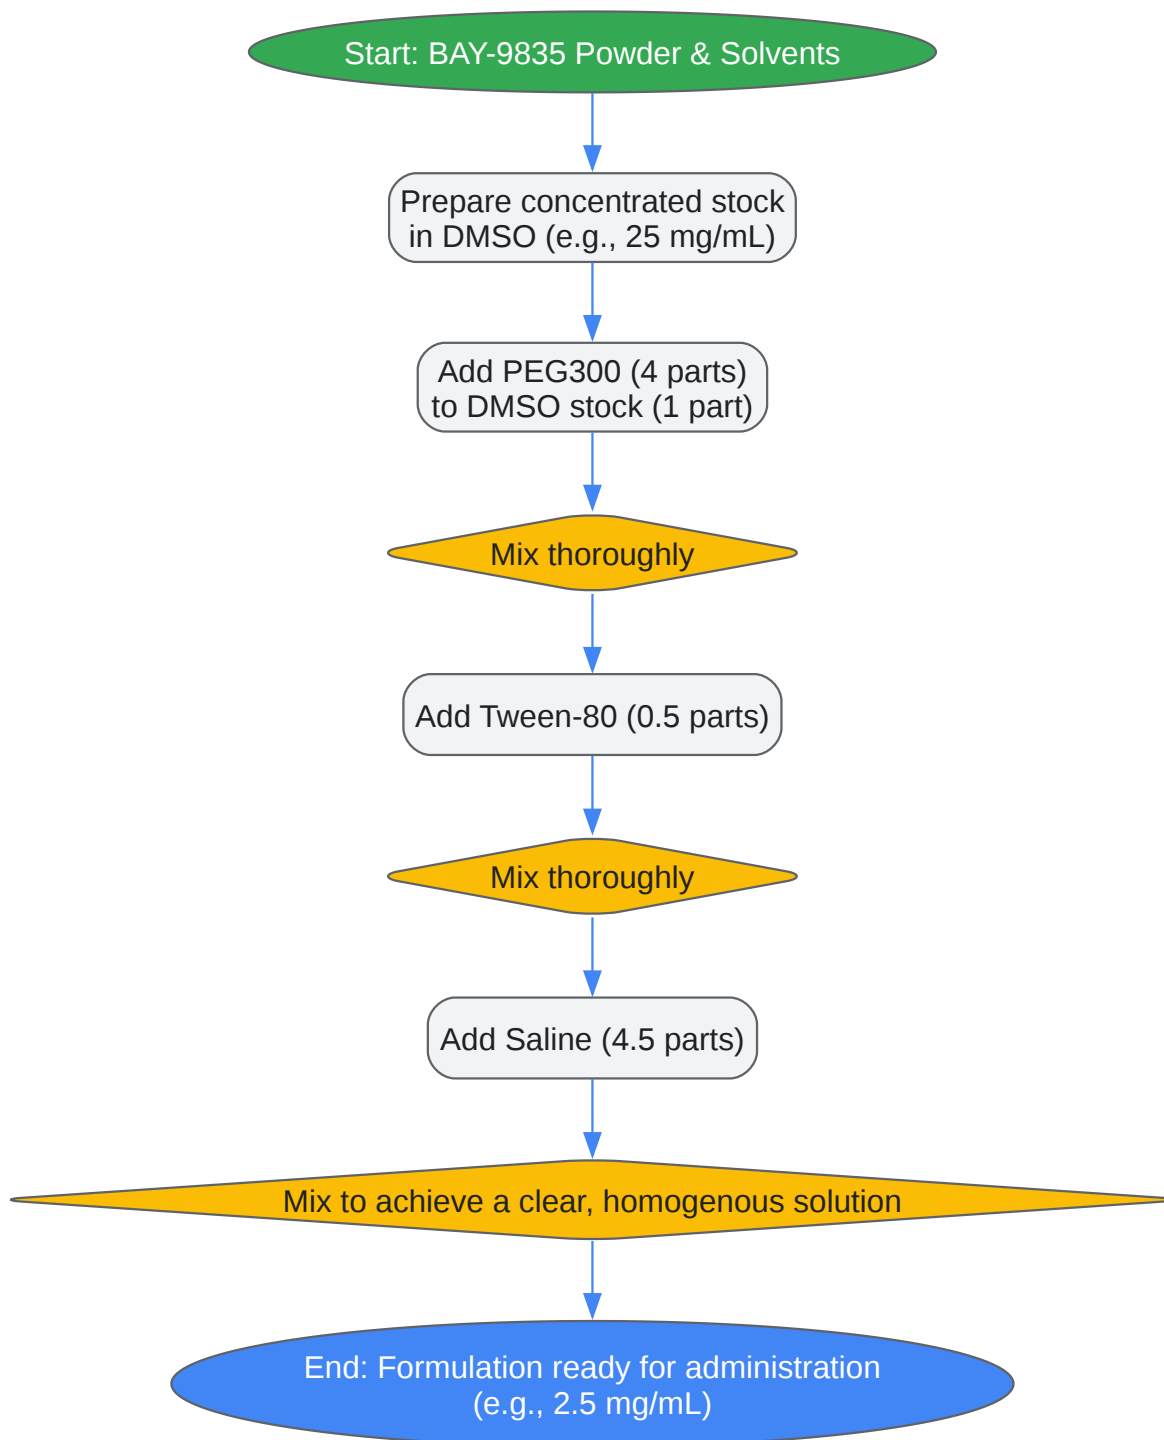 Start: BAY-9835 Powder & Solvents
Prepare concentrated stock
in DMSO (e.g., 25 mg/mL)
Add PEG300 (4 parts)
to DMSO stock (1 part)
Mix thoroughly
Add Tween-80 (0.5 parts)
Mix thoroughly
Add Saline (4.5 parts)
Mix to achieve a clear, homogenous solution
End: Formulation ready for administration
(e.g., 2.5 mg/mL)